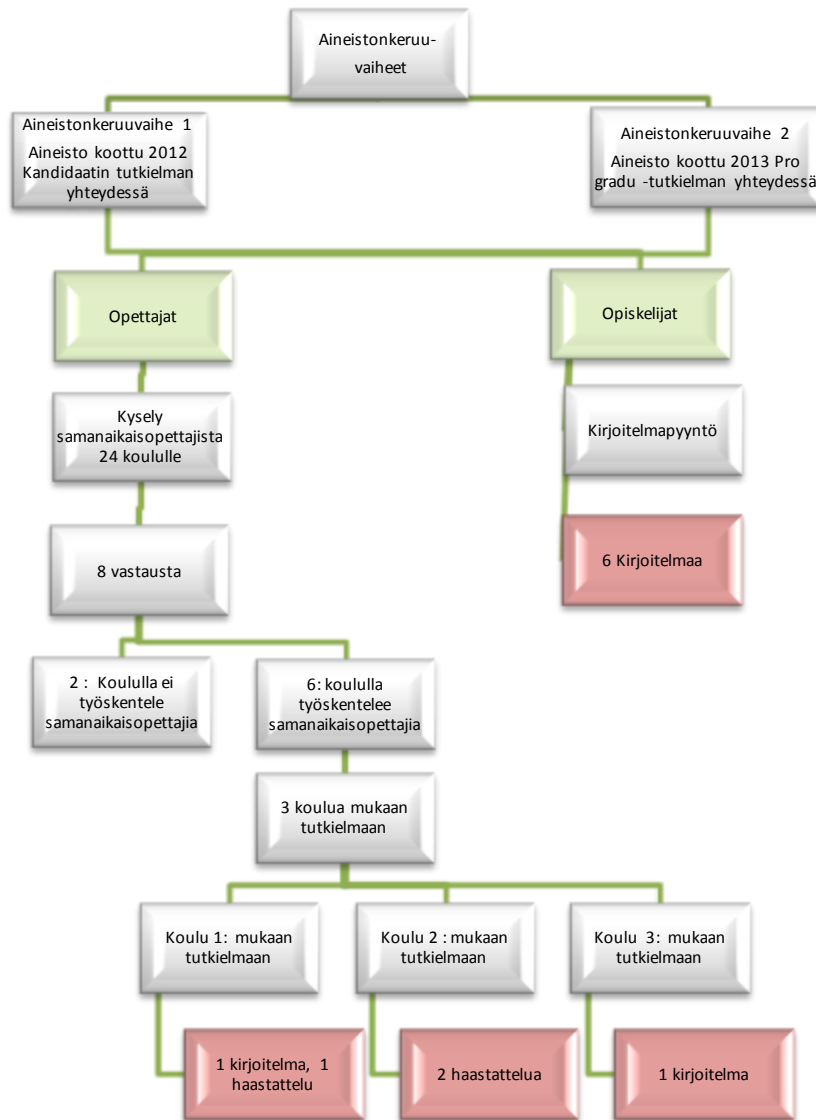 Aineistonkeruu-
vaiheet
Aineistonkeruuvaihe 1
Aineisto koottu 2012
Kandidaatin tutkielman
yhteydessä
Aineistonkeruuvaihe 2
Aineisto koottu 2013 Pro
gradu -tutkielman yhteydessä
Opettajat
Opiskelijat
Kysely
samanaikaisopettajista
24 koululle
Kirjoitelmapyyntö
8 vastausta
6 Kirjoitelmaa
2 : Koululla ei
työskentele
samanaikaisopettajia
6: koululla
työskentelee
samanaikaisopettajia
3 koulua mukaan
tutkielmaan
Koulu 1: mukaan
tutkielmaan
Koulu 2 : mukaan
tutkielmaan
Koulu 3: mukaan
tutkielmaan
1 kirjoitelma, 1
haastattelu
2 haastattelua
1 kirjoitelma